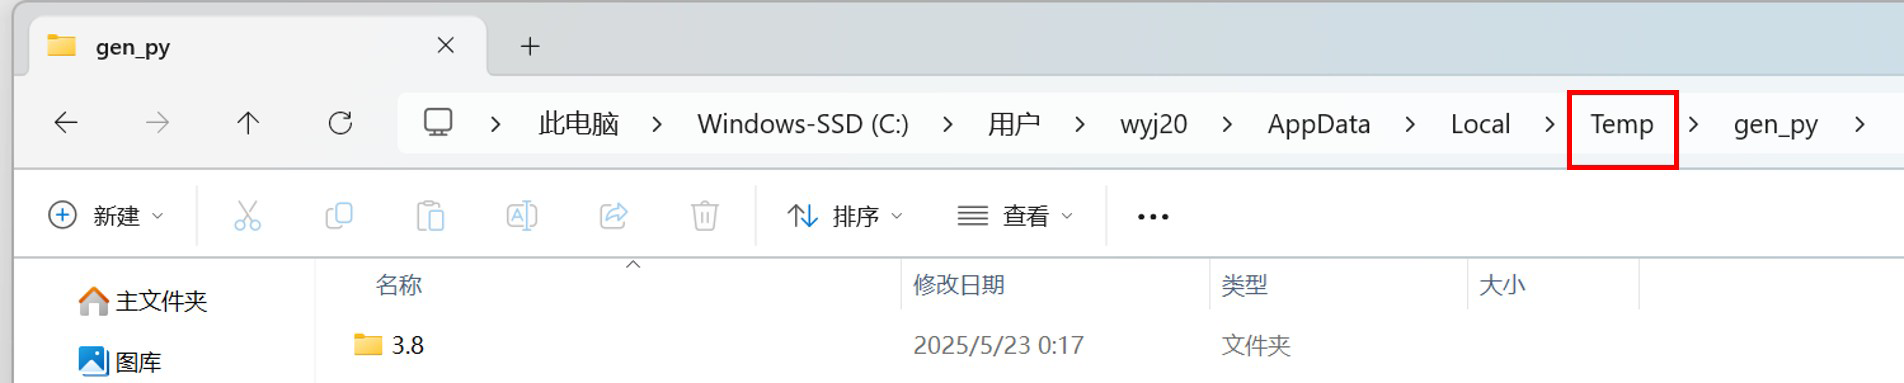 gen_py
此电脑 > Windows-SSD (C:) > 用户 > wyj20 > AppData > Local > Temp > gen_py >
新建 排序 查看 ...
名称 修改日期 类型 大小
主文件夹
3.8 2025/5/23 0:17 文件夹
图库